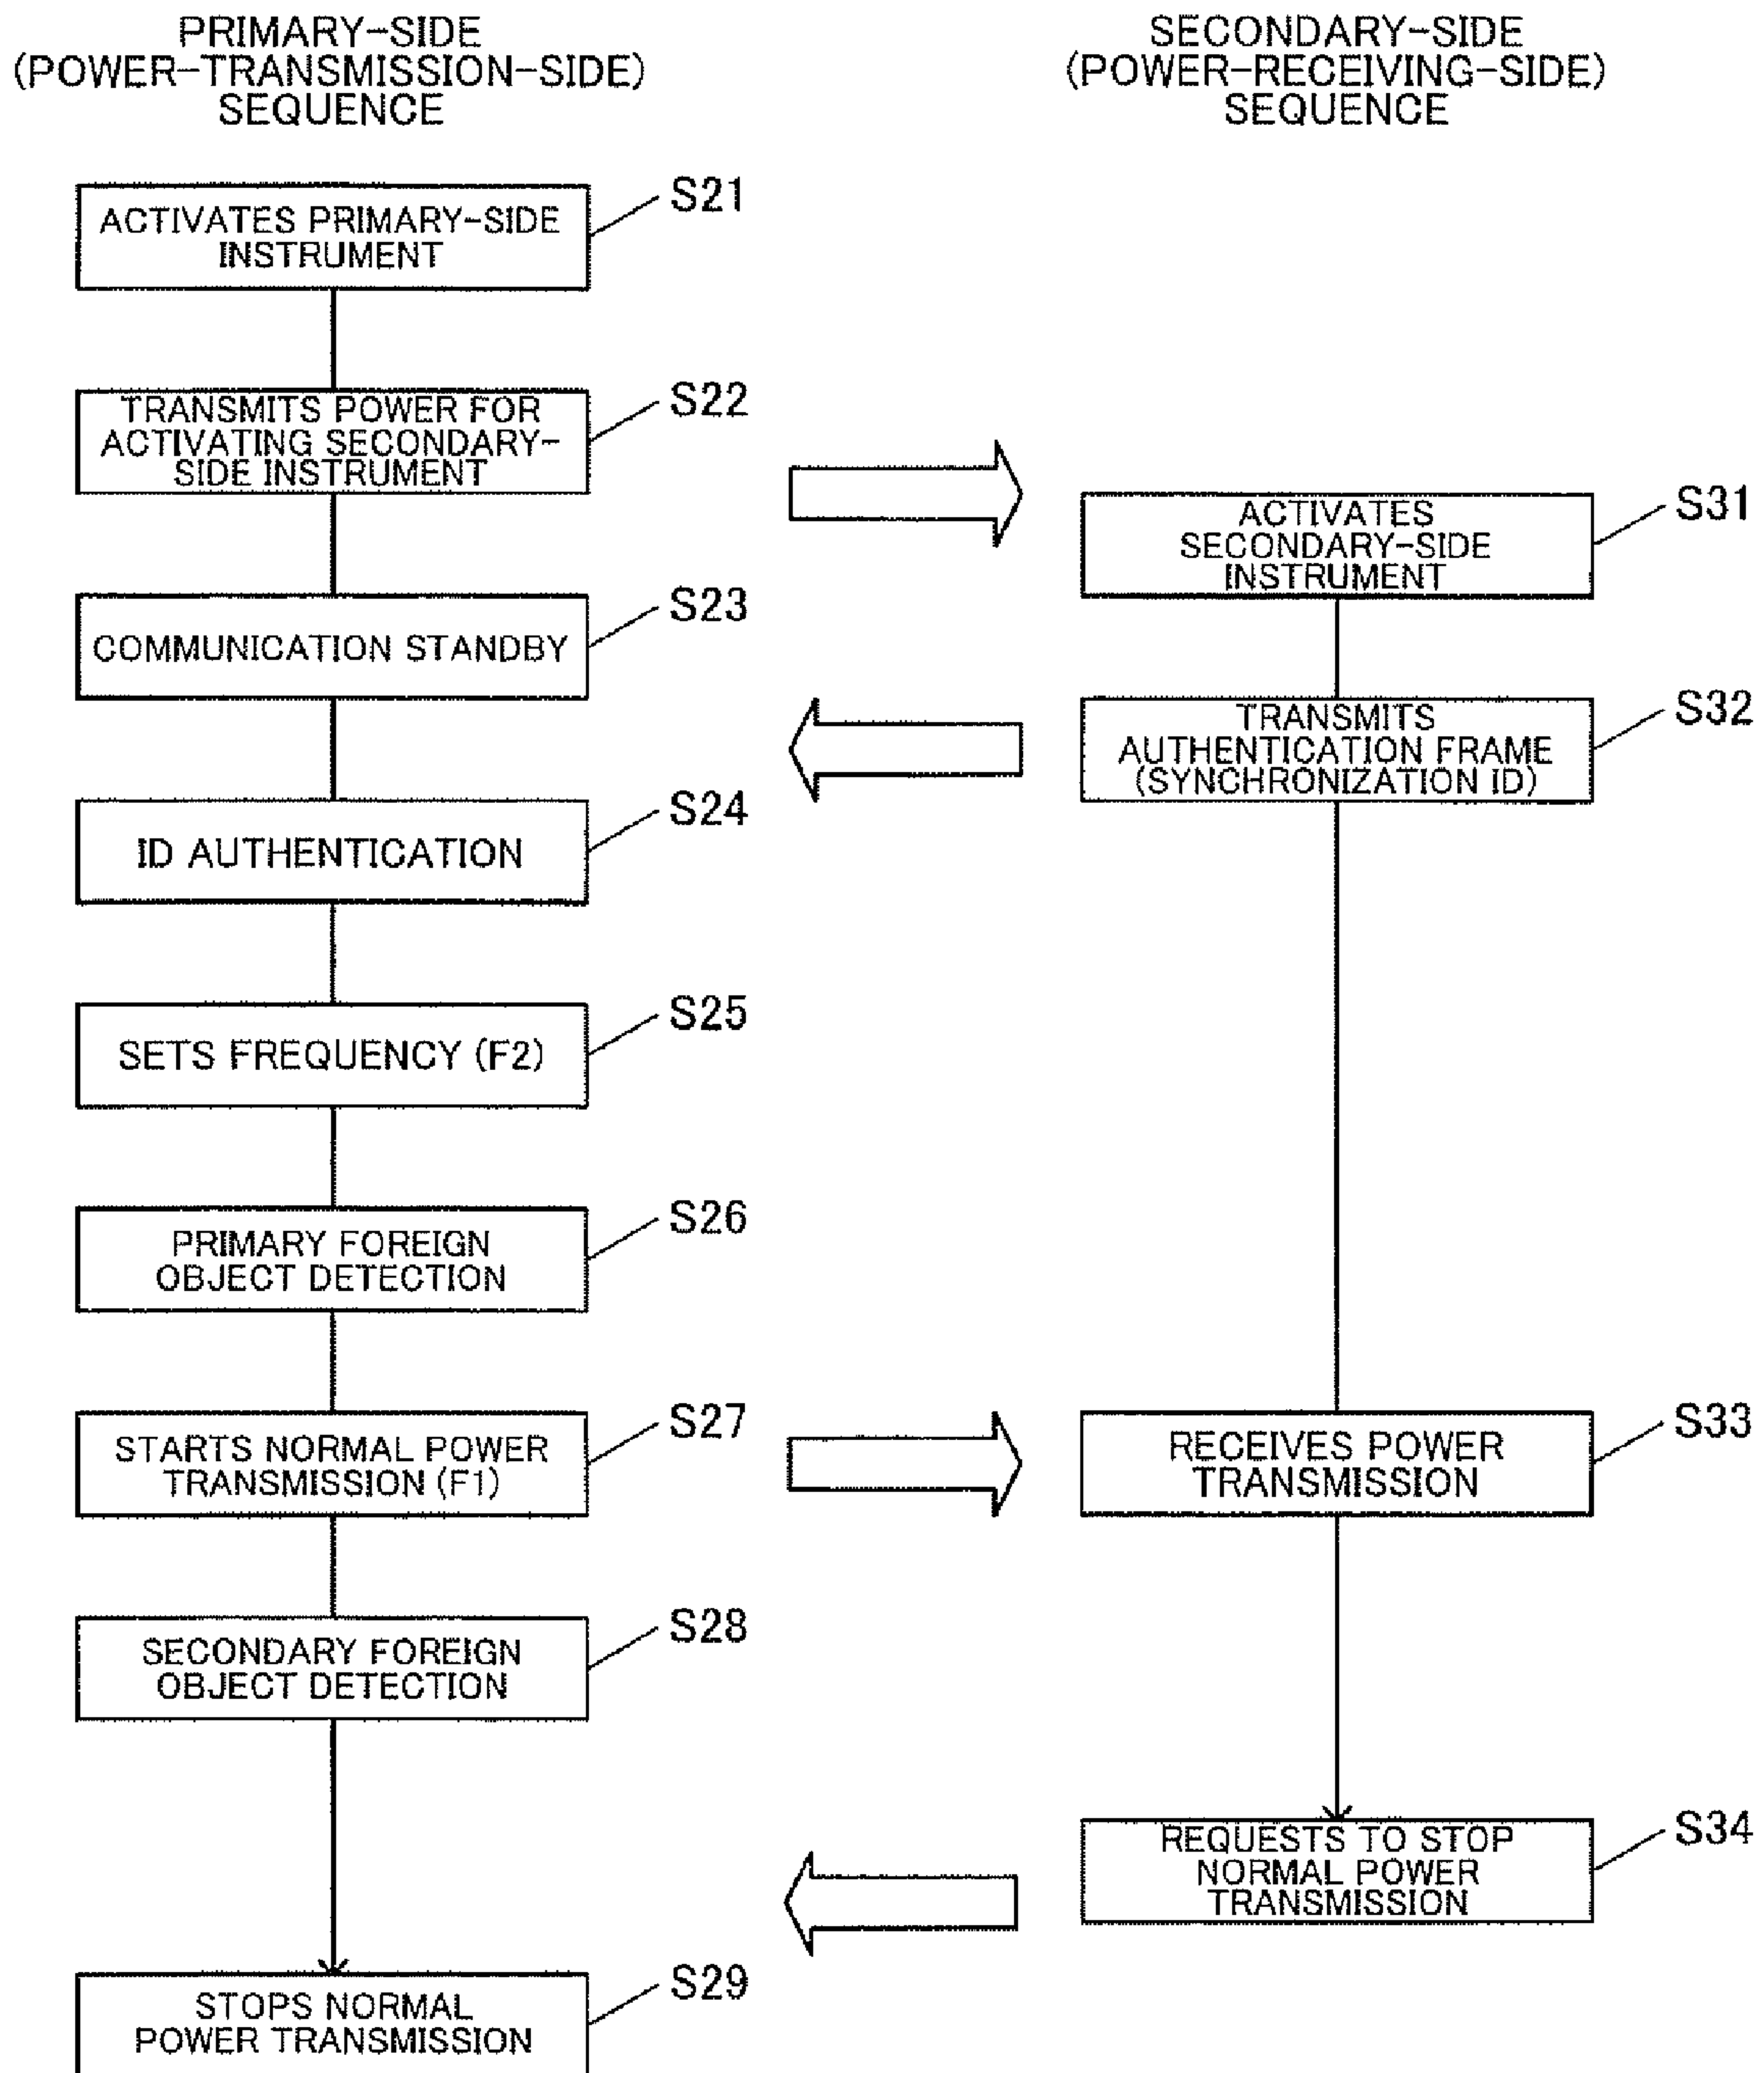 PRIMARY-SIDE
(POWER-TRANSMISSION-SIDE)
SEQUENCE
SECONDARY-SIDE
(POWER-RECEIVING-SIDE)
SEQUENCE
ACTIVATES PRIMARY-SIDE
INSTRUMENT
S21
TRANSMITS POWER FOR
ACTIVATING SECONDARY-
SIDE INSTRUMENT
S22
ACTIVATES
SECONDARY-SIDE
INSTRUMENT
S31
COMMUNICATION STANDBY
S23
TRANSMITS
AUTHENTICATION FRAME
(SYNCHRONIZATION ID)
S32
ID AUTHENTICATION
S24
SETS FREQUENCY (F2)
S25
PRIMARY FOREIGN
OBJECT DETECTION
S26
STARTS NORMAL POWER
TRANSMISSION (F1)
S27
RECEIVES POWER
TRANSMISSION
S33
SECONDARY FOREIGN
OBJECT DETECTION
S28
REQUESTS TO STOP
NORMAL POWER
TRANSMISSION
S34
STOPS NORMAL
POWER TRANSMISSION
S29